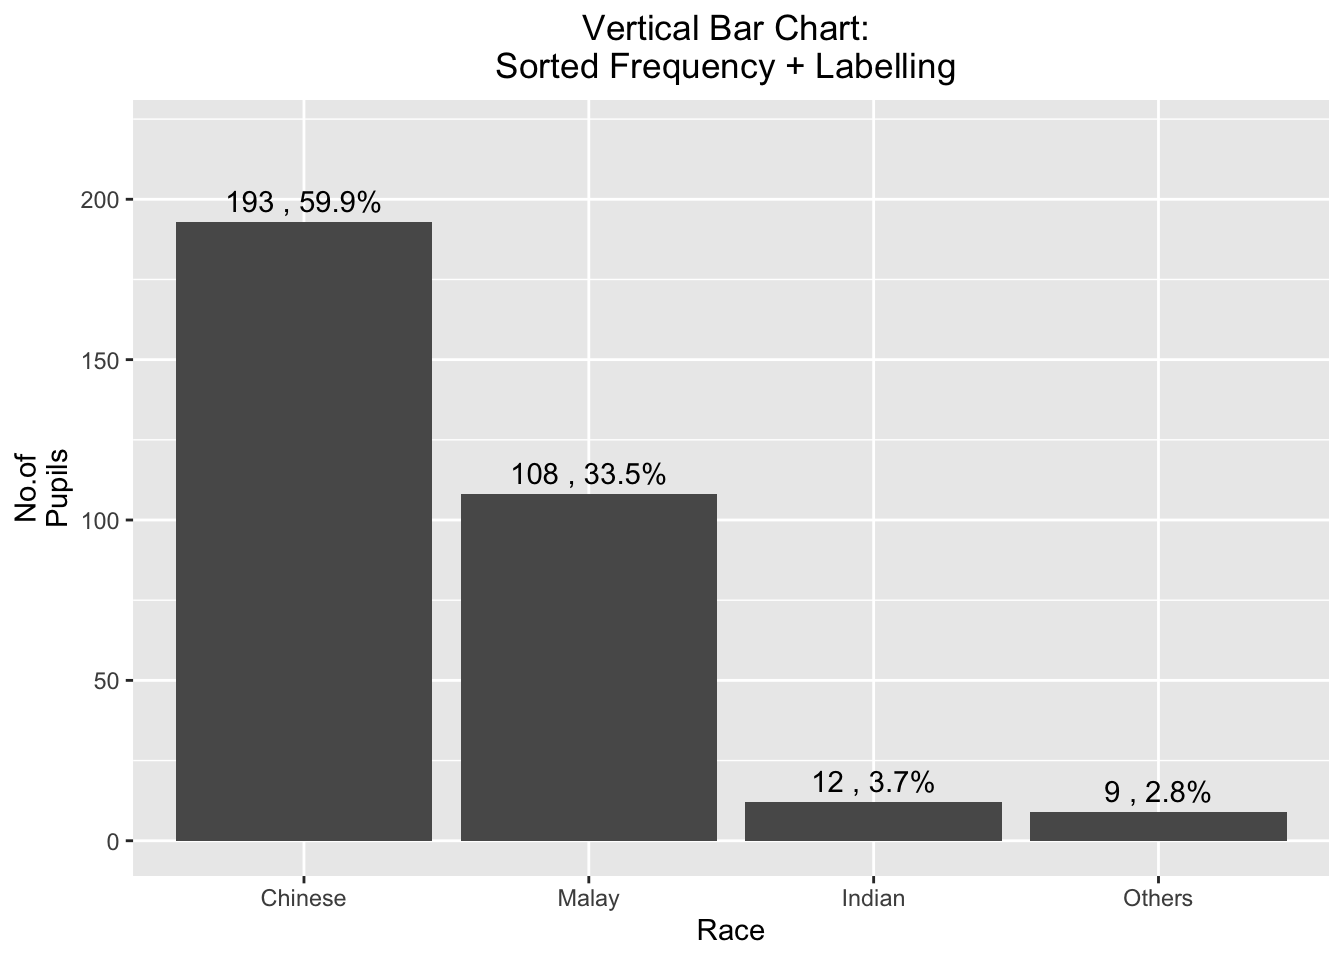 Vertical Bar Chart:
Sorted Frequency + Labelling
No.of
Pupils
200
150
100
50
0
193 , 59.9%
108 , 33.5%
12 , 3.7%
9 , 2.8%
Chinese
Malay
Indian
Others
Race